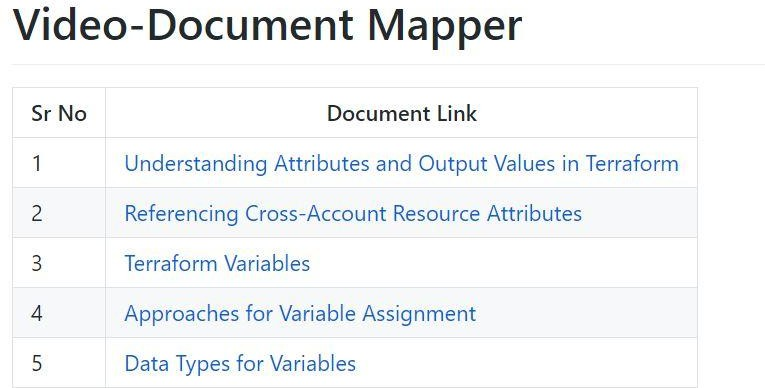 Video-Document Mapper
Sr No Document Link
1 Understanding Attributes and Output Values in Terraform
2 Referencing Cross-Account Resource Attributes
3 Terraform Variables
4 Approaches for Variable Assignment
5 Data Types for Variables